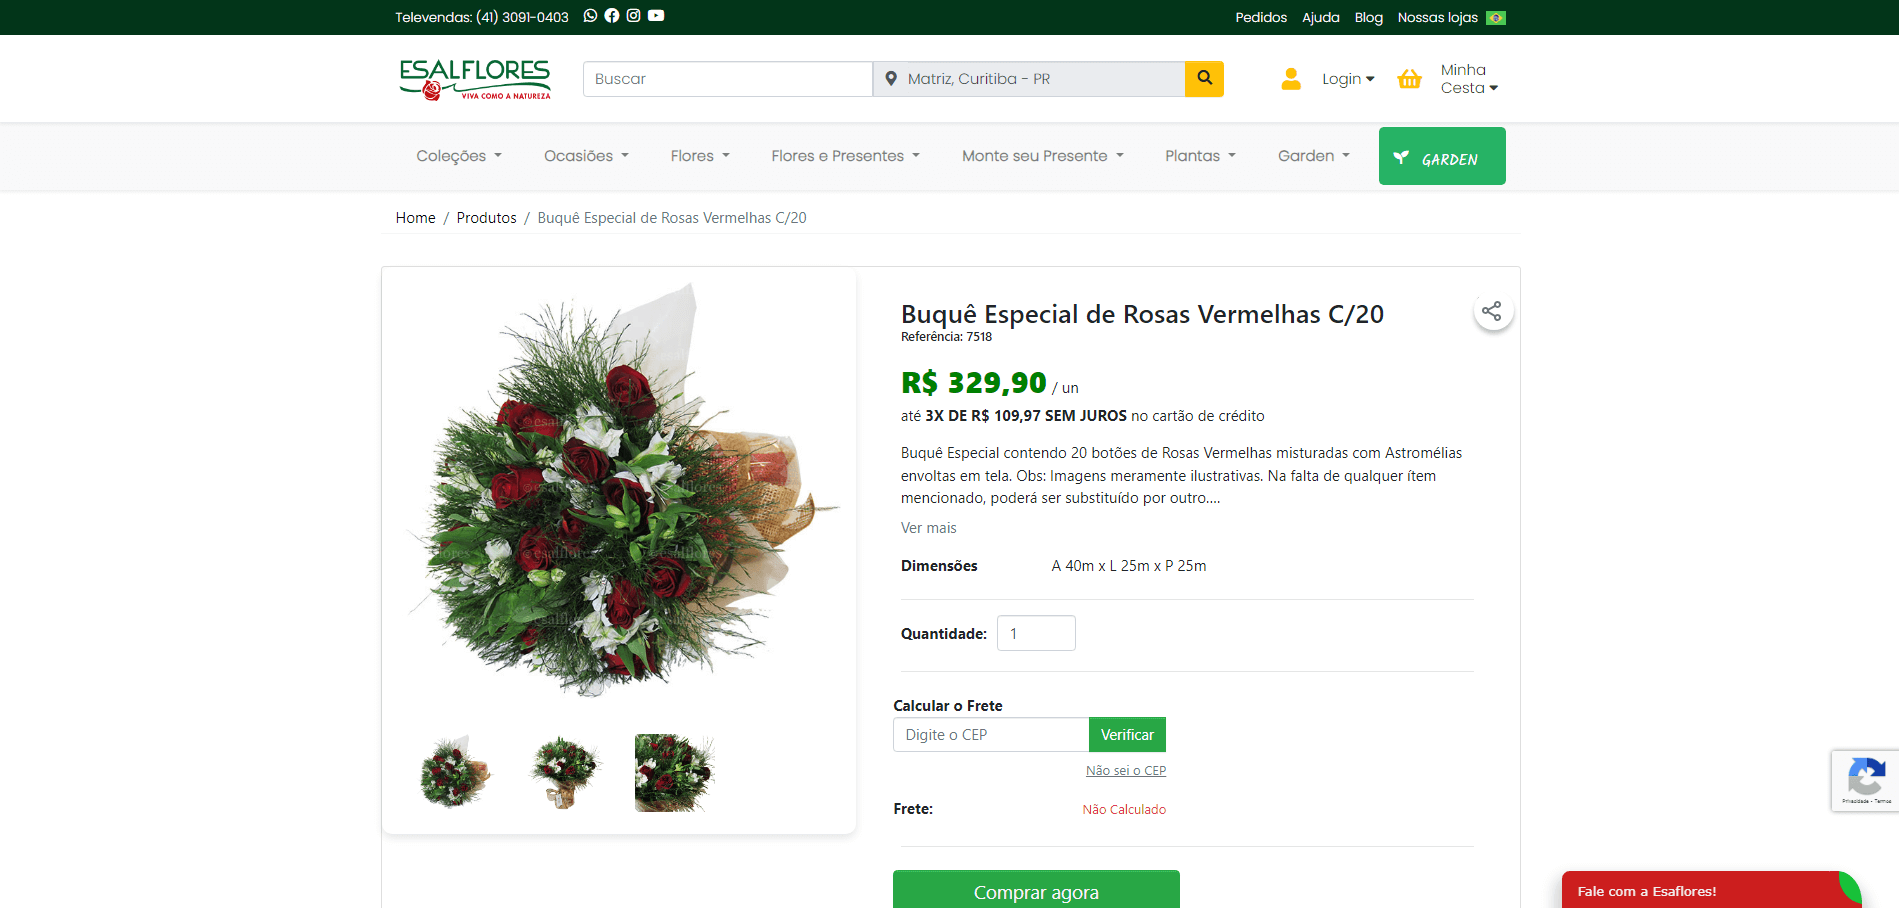 Televendas: (41) 3091-0403
Pedidos Ajuda Blog Nossas lojas
ESALFLORES
VIVA COMO A NATUREZA
Buscar
Matriz, Curitiba - PR
Login
Minha
Cesta
Coleções Ocasiões Flores Flores e Presentes Monte seu Presente Plantas Garden GARDEN
Home / Produtos / Buquê Especial de Rosas Vermelhas C/20
Buquê Especial de Rosas Vermelhas C/20
Referência: 7518
R$ 329,90 / un
até 3X DE R$ 109,97 SEM JUROS no cartão de crédito
Buquê Especial contendo 20 botões de Rosas Vermelhas misturadas com Astromélias
envoltas em tela. Obs: Imagens meramente ilustrativas. Na falta de qualquer ítem
mencionado, poderá ser substituído por outro....
Ver mais
Dimensões A 40m x L 25m x P 25m
Quantidade: 1
Calcular o Frete
Digite o CEP Verificar
Não sei o CEP
Frete: Não Calculado
Comprar agora
©esalflores
©esalflores
Privacidade - Termos
Fale com a Esaflores!